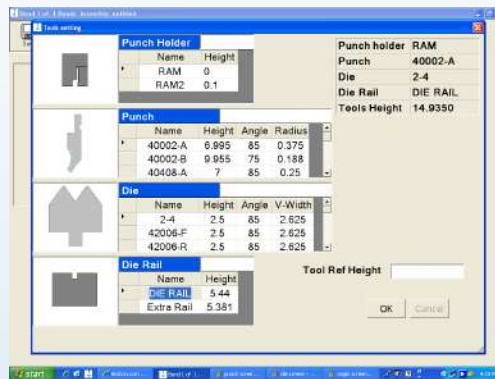 Tools setting
Punch Holder
Name Height
RAM 0
RAM2 0.1
Punch
Name Height Angle Radius
40002-A 6.995 85 0.375
40002-B 9.955 75 0.188
40408-A 7 85 0.25
Die
Name Height Angle V-Width
2-4 2.5 85 2.625
42006-F 2.5 85 2.625
42006-R 2.5 85 2.625
Die Rail
Name Height
DIE RAIL 5.44
Extra Rail 5.381
Punch holder RAM
Punch 40002-A
Die 2-4
Die Rail DIE RAIL
Tools Height 14.9350
Tool Ref Height
OK Cancel
start